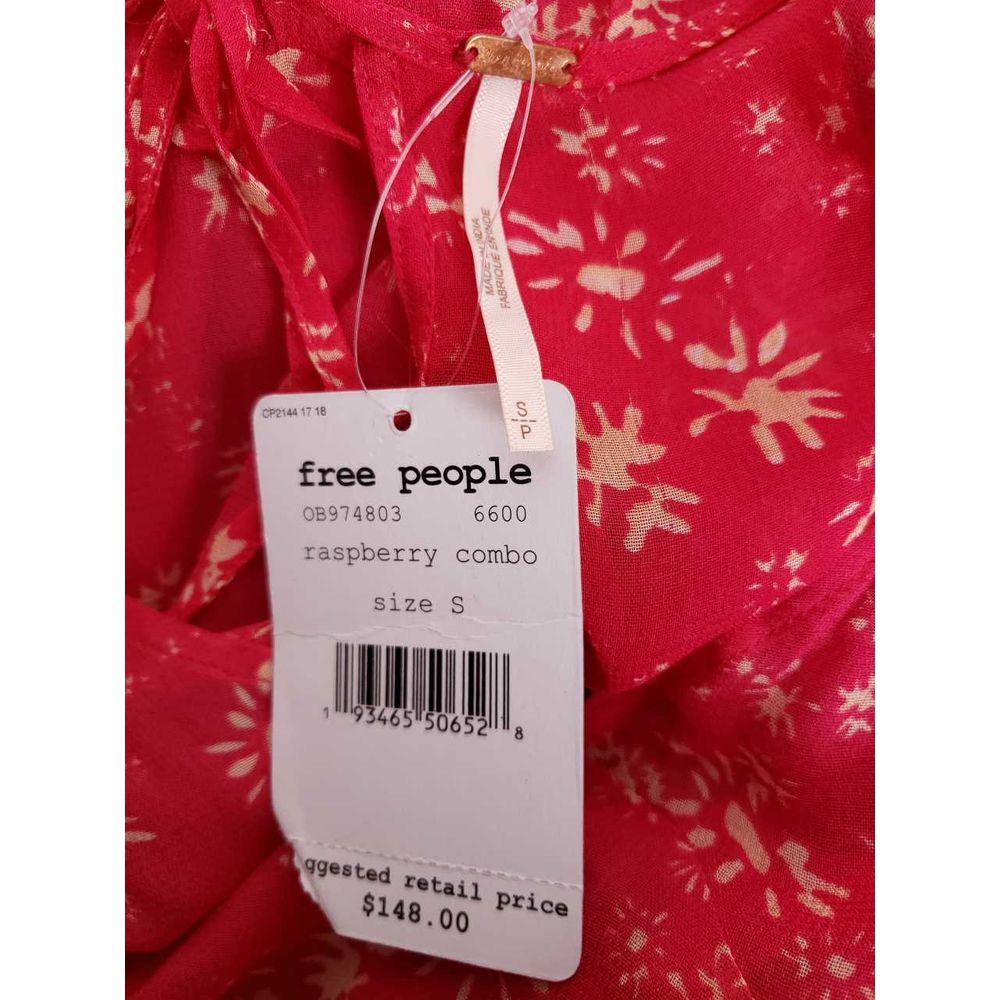 MADE INDIA
FABRIQUE EN INDE
S
P
CP2144 17 18
free people
OB974803 6600
raspberry combo
size S
1 93465 50652 8
ggested retail price
$148.00